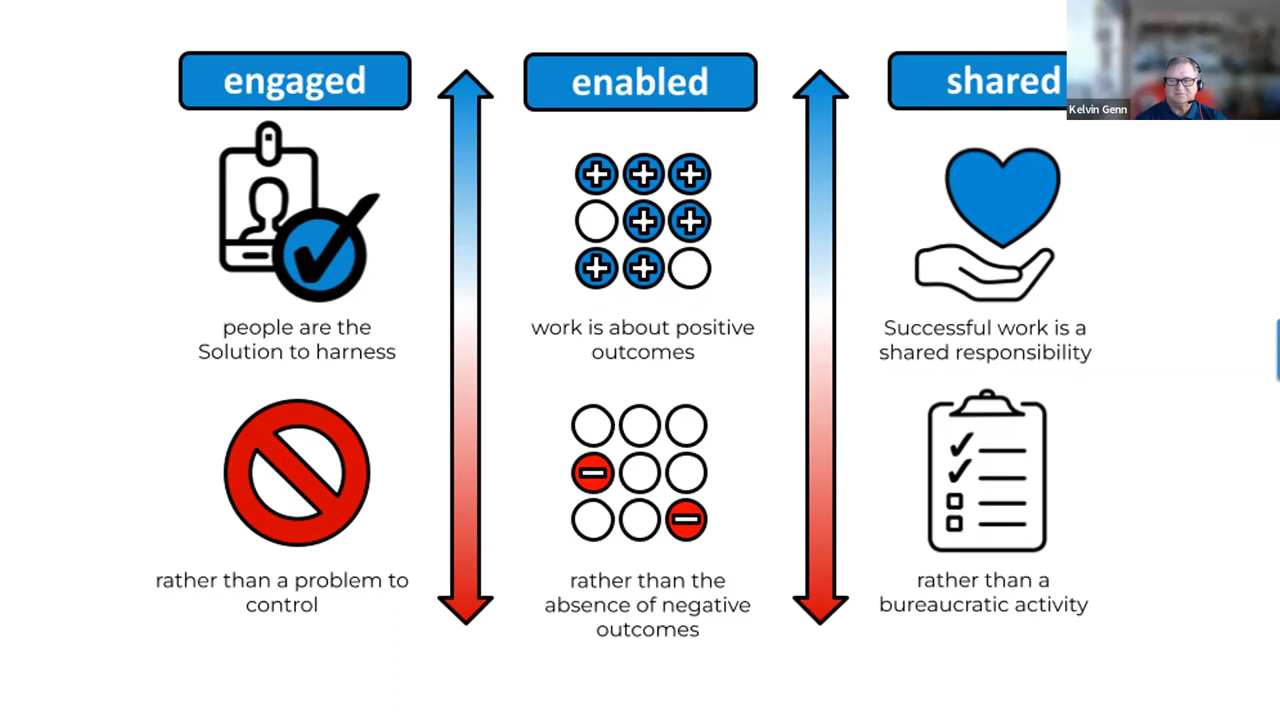 engaged
enabled
shared
Kelvin Genn
people are the
Solution to harness
work is about positive
outcomes
Successful work is a
shared responsibility
rather than a problem to
control
rather than the
absence of negative
outcomes
rather than a
bureaucratic activity